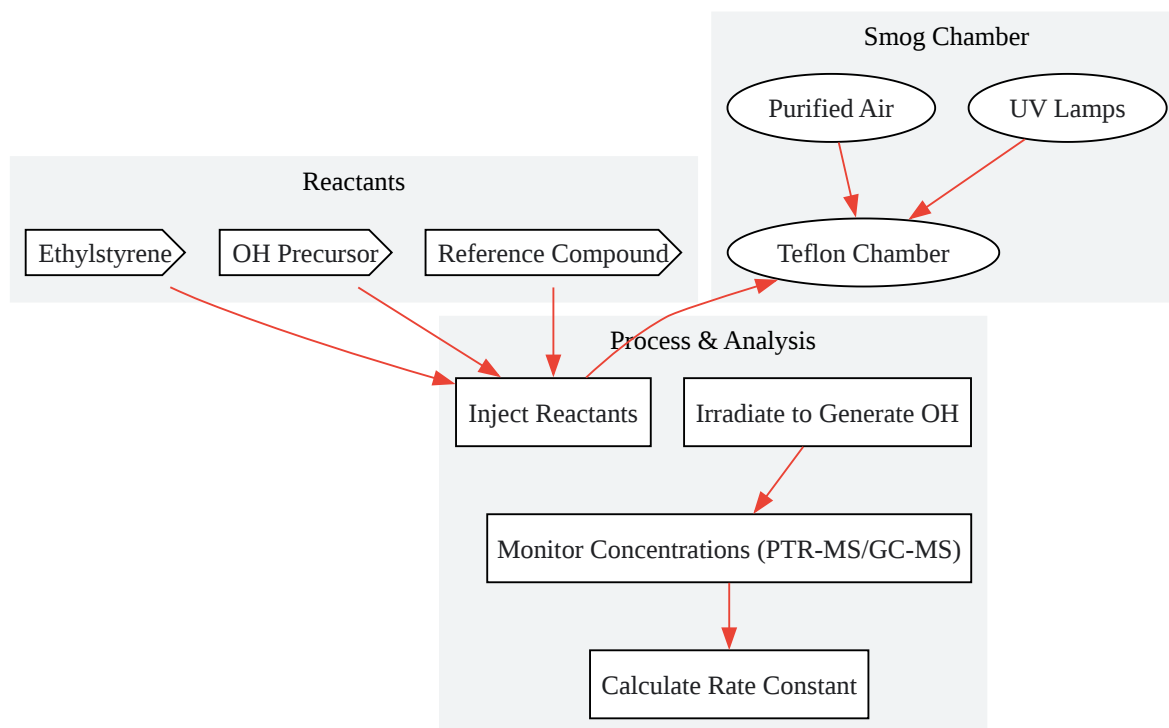 Smog Chamber
Purified Air
UV Lamps
Reactants
Ethylstyrene
OH Precursor
Reference Compound
Teflon Chamber
Process & Analysis
Inject Reactants
Irradiate to Generate OH
Monitor Concentrations (PTR-MS/GC-MS)
Calculate Rate Constant